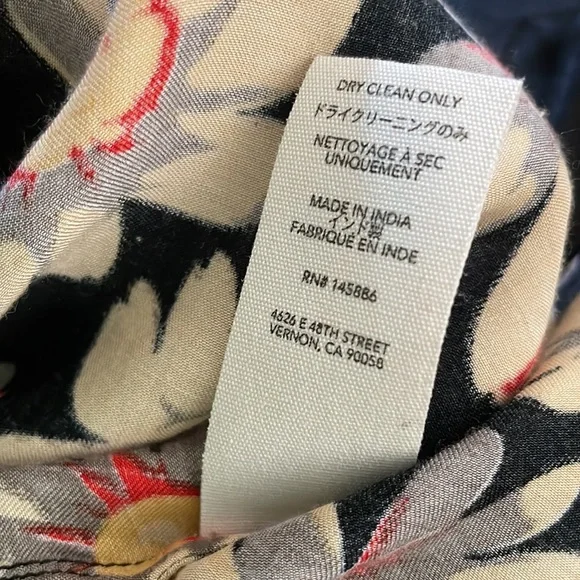 DRY CLEAN ONLY
ドライクリーニングのみ
NETTOYAGE À SEC
UNIQUEMENT
MADE IN INDIA
インド製
FABRIQUE EN INDE
RN# 145886
4626 E 48TH STREET
VERNON, CA 90058